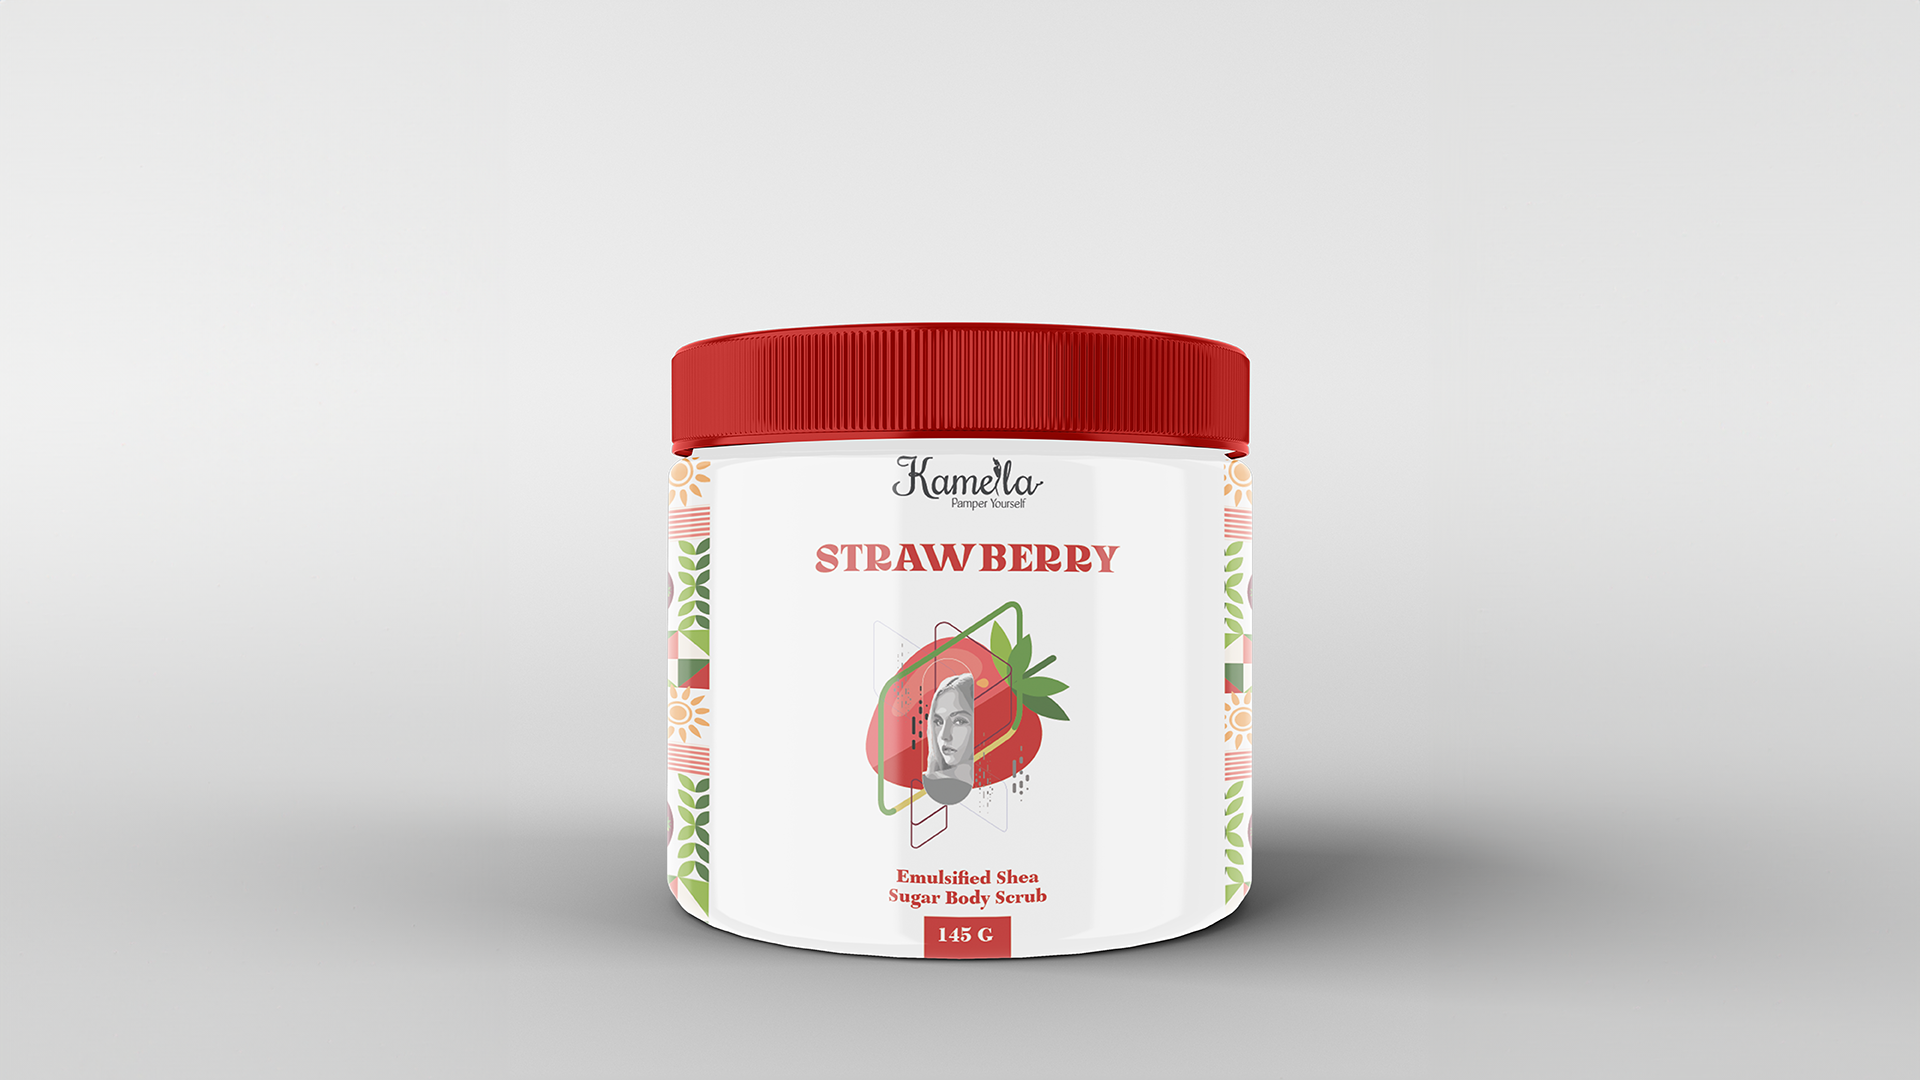 Kamella
Pamper Yourself
STRAWBERRY
Emulsified Shea
Sugar Body Scrub
145 G